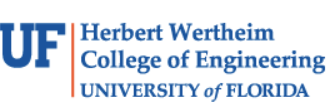 UF
Herbert Wertheim
College of Engineering
UNIVERSITY of FLORIDA